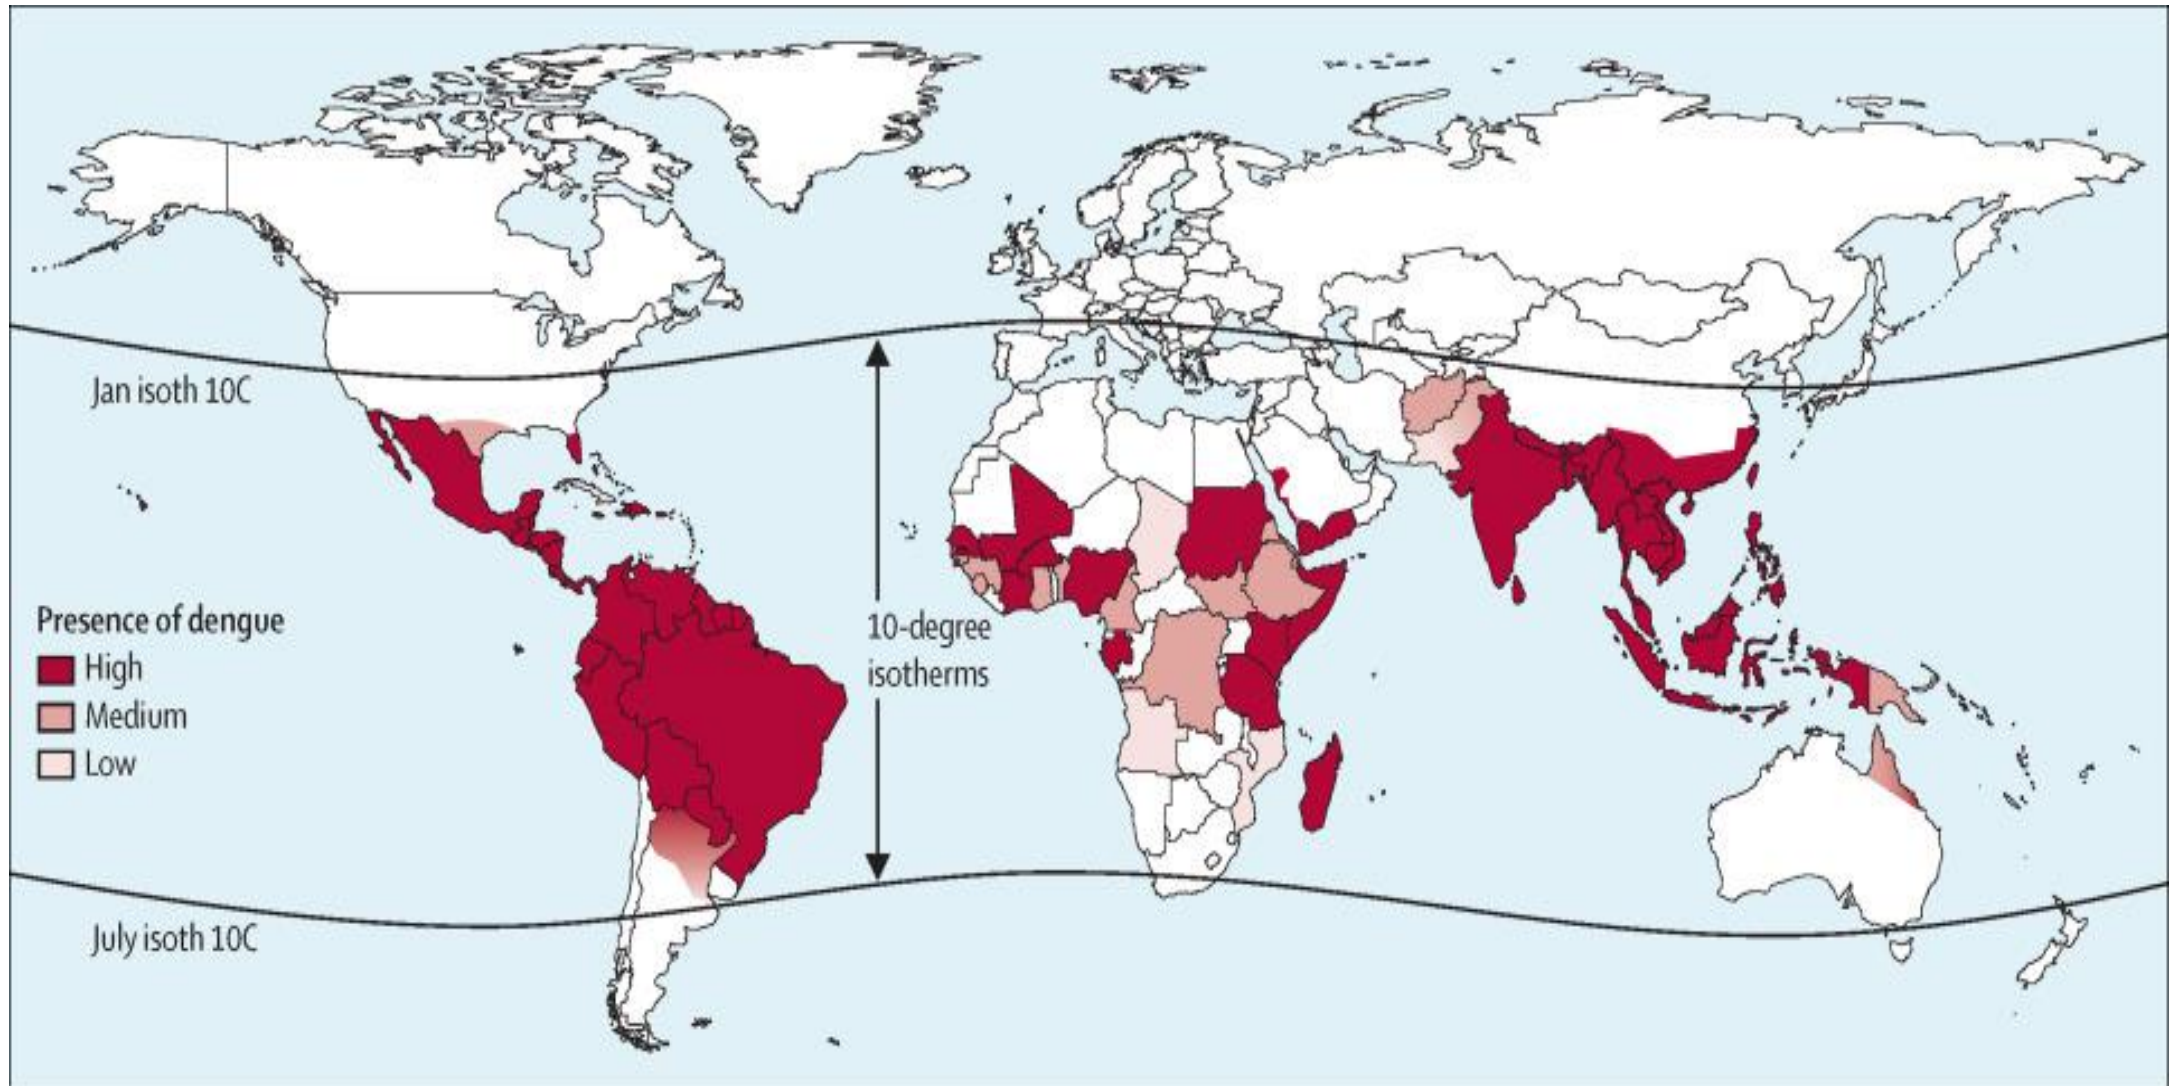 Jan isoth 10C
Presence of dengue
High
Medium
Low
10-degree
isotherms
July isoth 10C